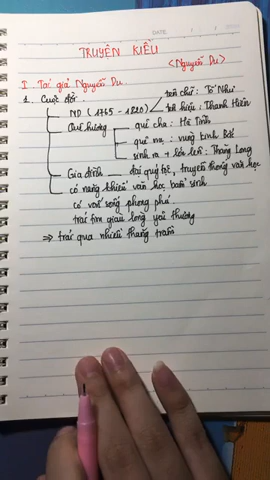 DATE / /
TRUYỆN KIỀU
<Nguyễn Du>
I. Tác giả Nguyễn Du.
1. Cuộc đời.
tên chữ: Tố Như
ND (1765 - 1820)
tên hiệu: Thanh Hiên
Quê hương
quê cha: Hà Tĩnh
quê mẹ: vùng Kinh Bắc
sinh ra + lớn lên: Thăng Long
Gia đình đại quý tộc, truyền thống văn học
có năng khiếu văn học bẩm sinh
có vốn sống phong phú
trái tim giàu lòng yêu thương
⇒ trải qua nhiều thăng trầm